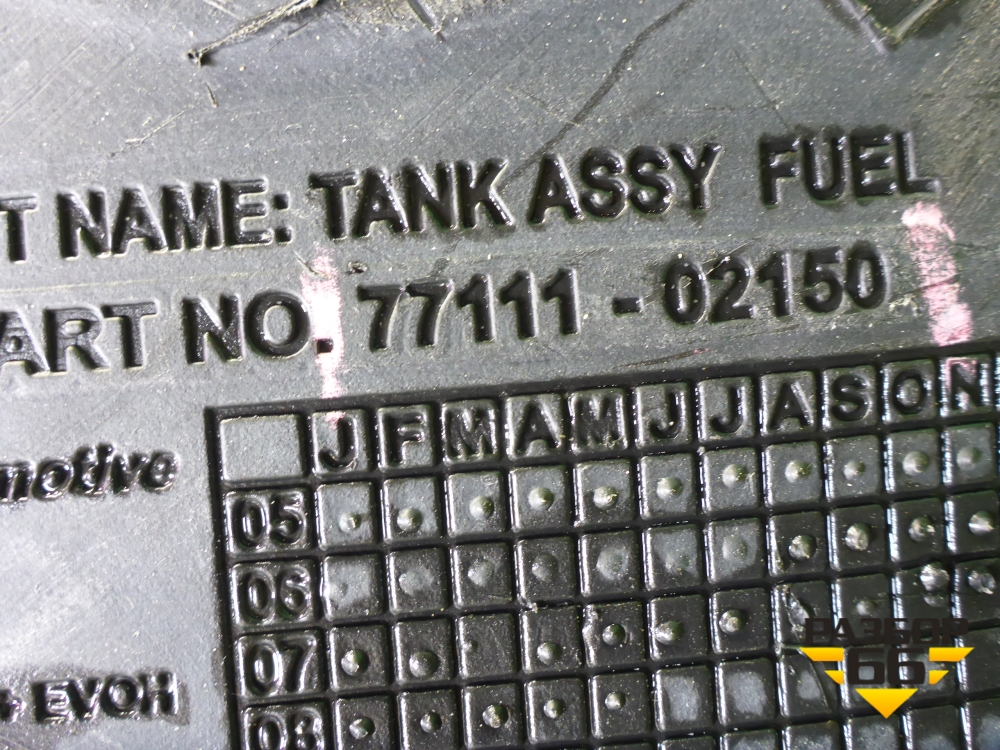 T NAME: TANK ASSY FUEL
ART NO. 77111 - 02150
J F M A M J J A S O N
motive
05
06
07
+ EVOH
08
РАЗБОР
66